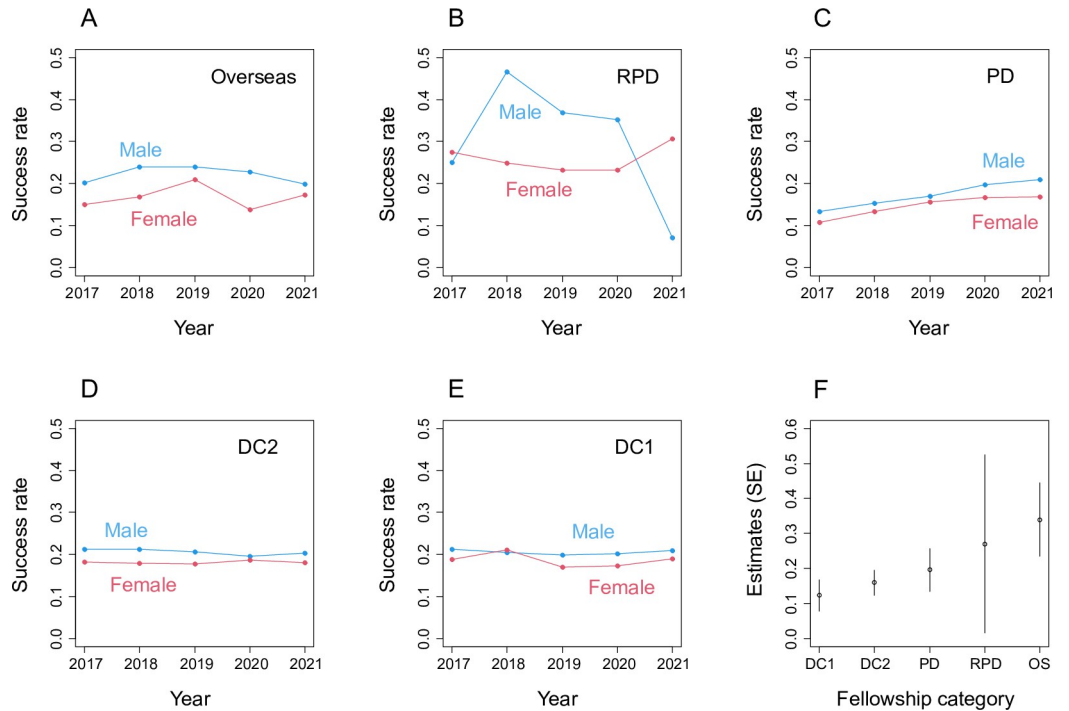 A
Overseas
Male
Female
Success rate
0.5
0.4
0.3
0.2
0.1
0.0
2017 2018 2019 2020 2021
Year
B
RPD
Male
Female
Success rate
0.5
0.4
0.3
0.2
0.1
0.0
2017 2018 2019 2020 2021
Year
C
PD
Male
Female
Success rate
0.5
0.4
0.3
0.2
0.1
0.0
2017 2018 2019 2020 2021
Year
D
DC2
Male
Female
Success rate
0.5
0.4
0.3
0.2
0.1
0.0
2017 2018 2019 2020 2021
Year
E
DC1
Male
Female
Success rate
0.5
0.4
0.3
0.2
0.1
0.0
2017 2018 2019 2020 2021
Year
F
Estimates (SE)
0.6
0.5
0.4
0.3
0.2
0.1
0.0
DC1 DC2 PD RPD OS
Fellowship category